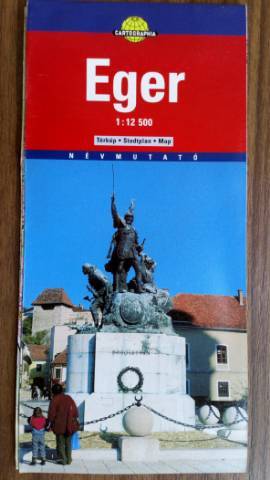 CARTOGRAPHIA
Eger
1:12 500
Térkép • Stadtplan • Map
NÉVMUTATÓ